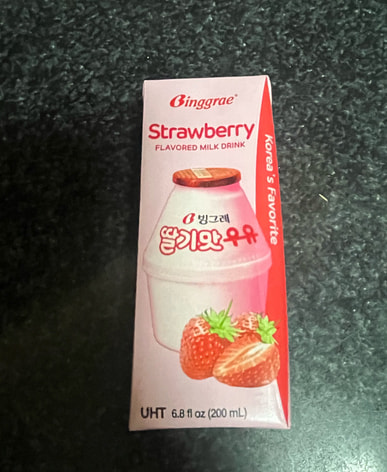 Binggrae®
Strawberry
FLAVORED MILK DRINK
Korea's Favorite
빙그레
딸기맛우유
UHT 6.8 fl oz (200 mL)